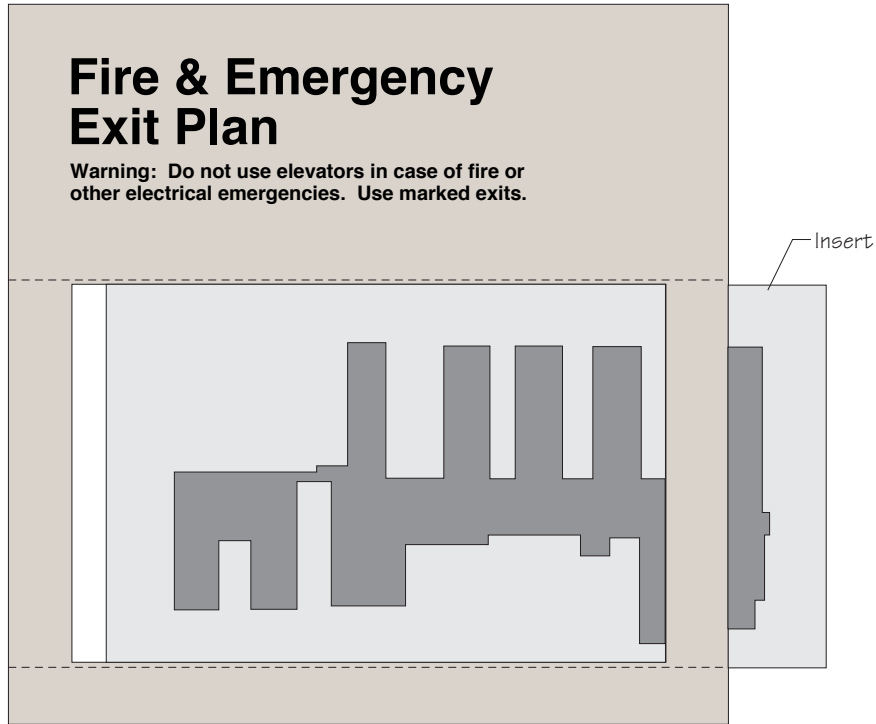 Fire & Emergency
Exit Plan
Warning:  Do not use elevators in case of fire or
other electrical emergencies.  Use marked exits.
Insert